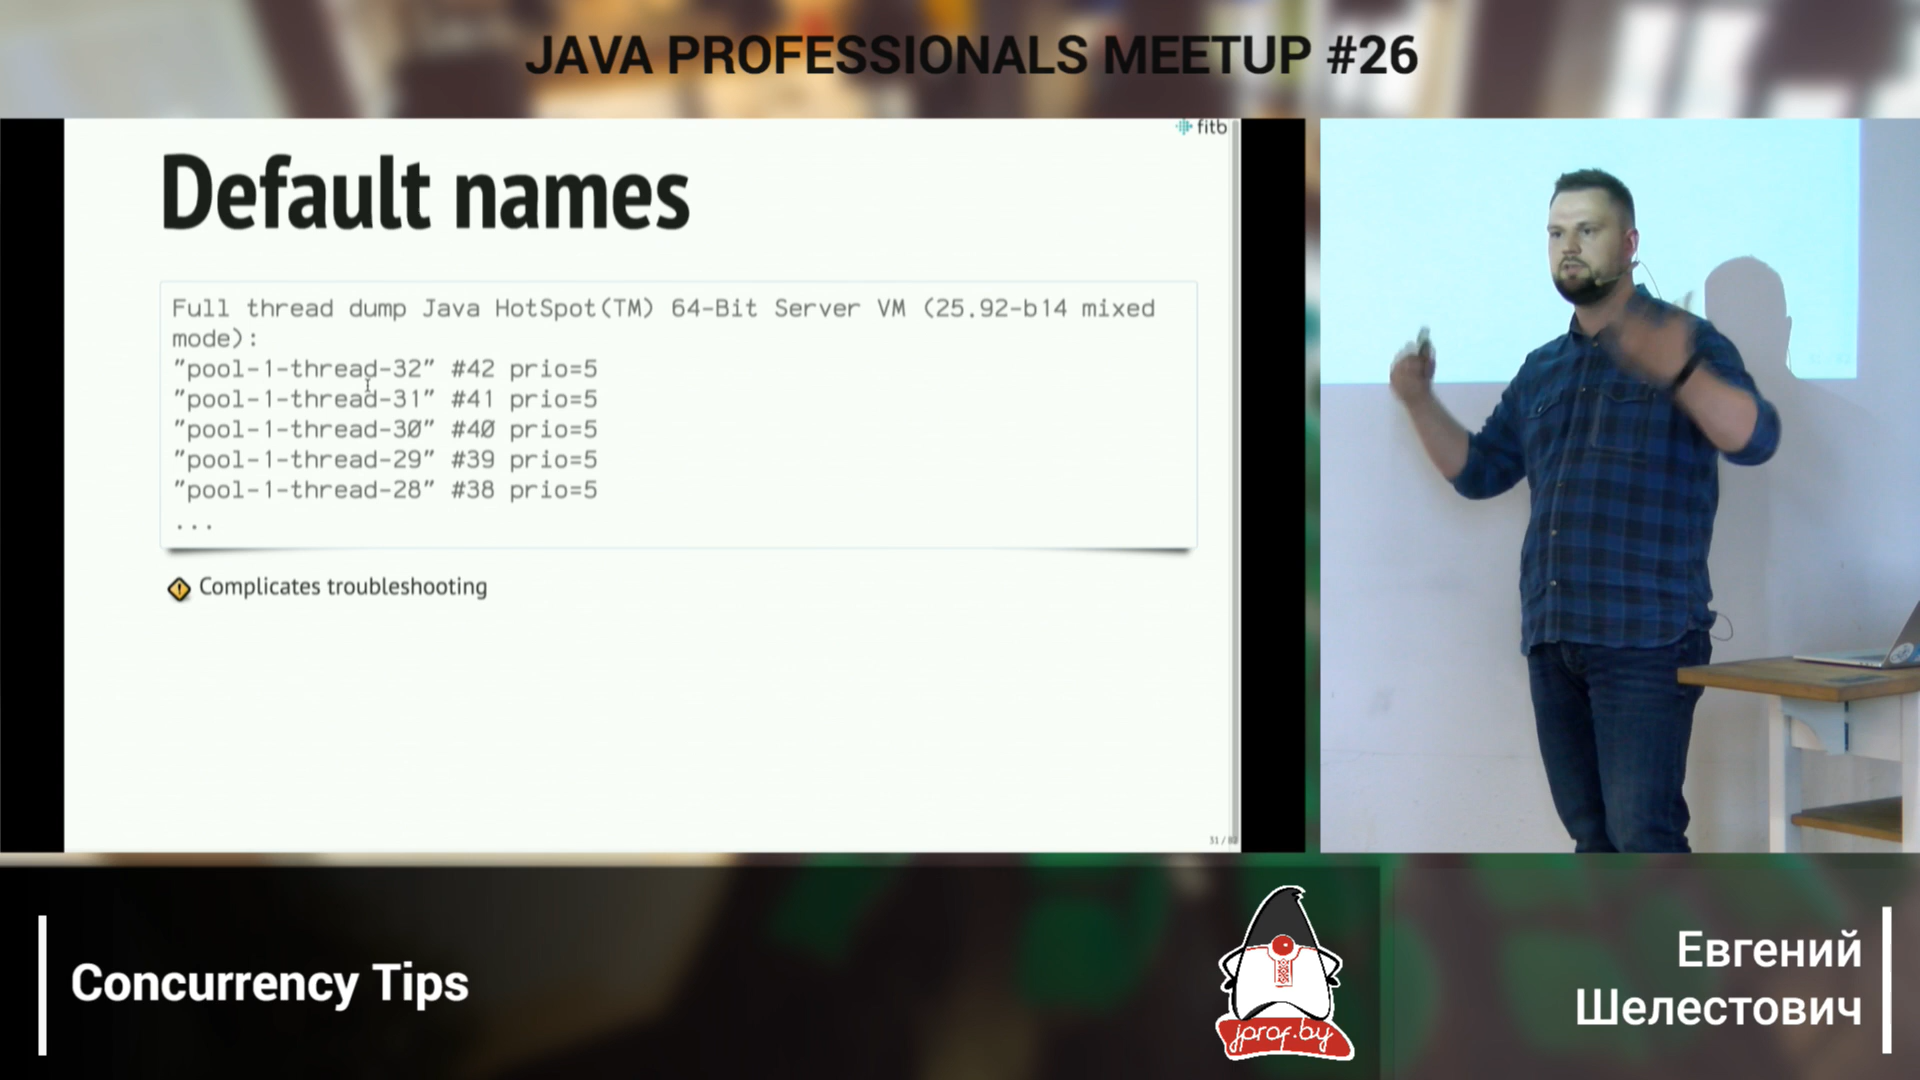 JAVA PROFESSIONALS MEETUP #26
fitb
Default names
Full thread dump Java HotSpot(TM) 64-Bit Server VM (25.92-b14 mixed
mode):
"pool-1-thread-32" #42 prio=5
"pool-1-thread-31" #41 prio=5
"pool-1-thread-30" #40 prio=5
"pool-1-thread-29" #39 prio=5
"pool-1-thread-28" #38 prio=5
...
Complicates troubleshooting
Concurrency Tips
jprof.by
Евгений
Шелестович